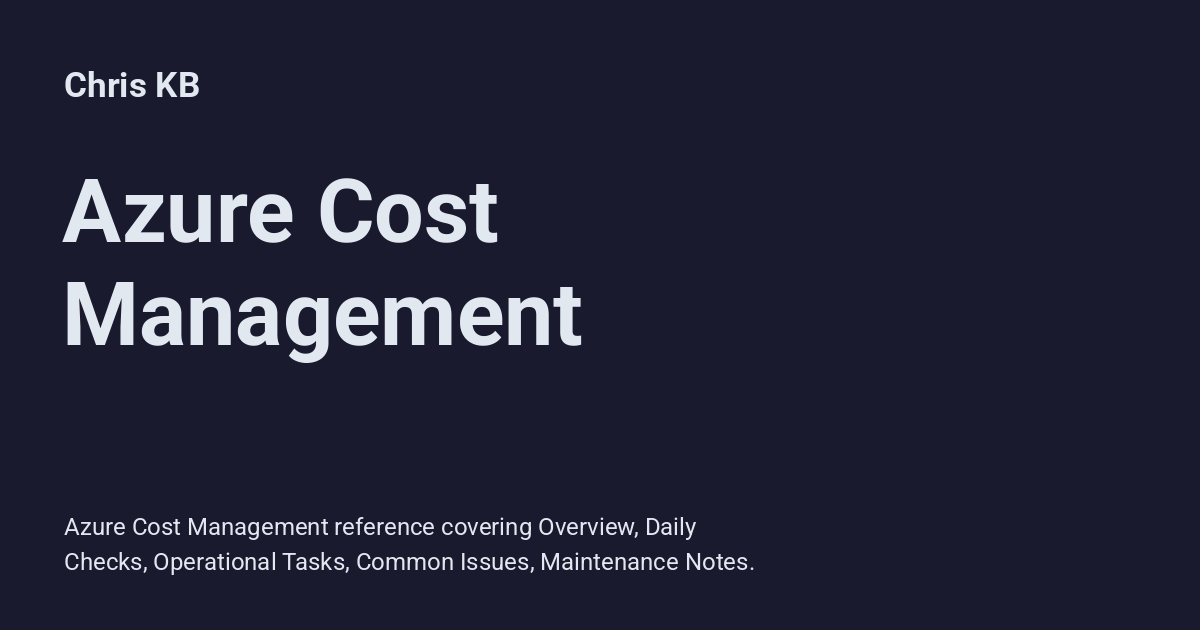 Chris KB
Azure Cost
Management
Azure Cost Management reference covering Overview, Daily
Checks, Operational Tasks, Common Issues, Maintenance Notes.